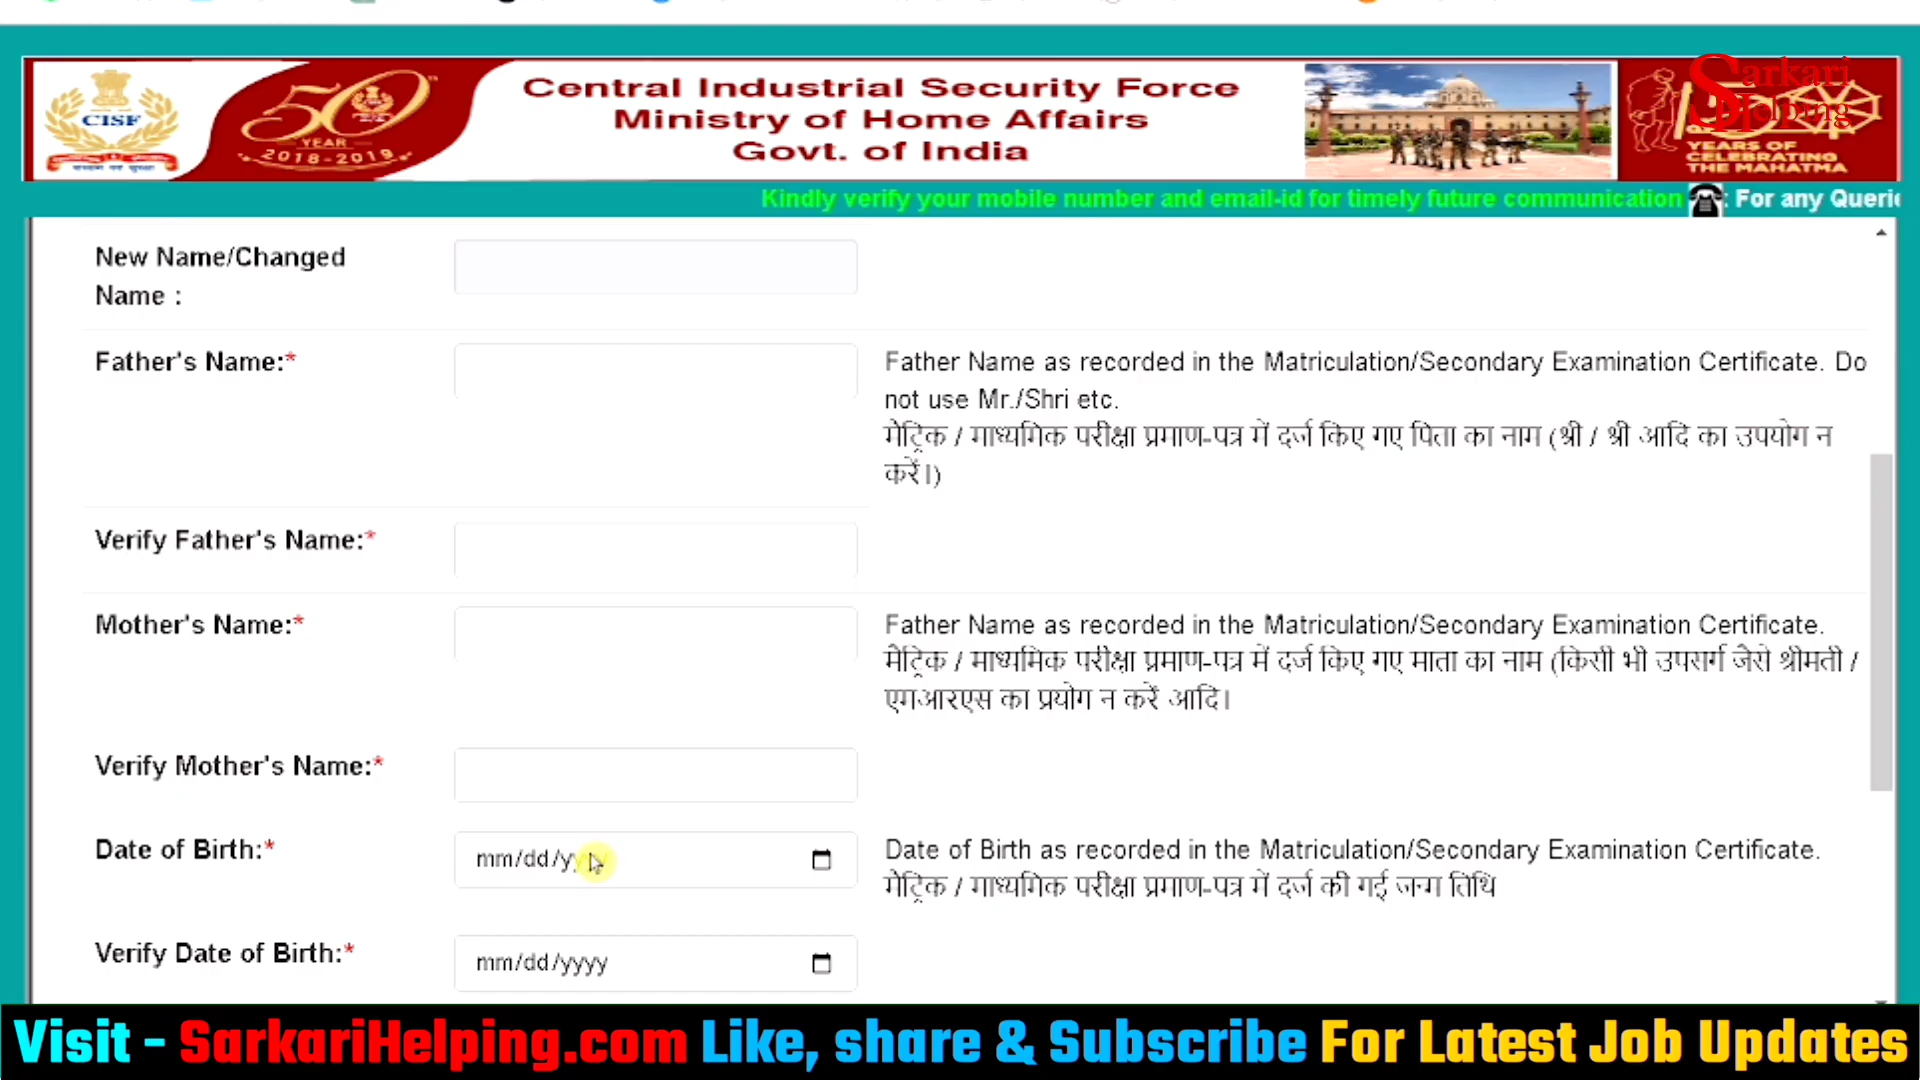 CISF
50
YEAR
2018-2019
Central Industrial Security Force
Ministry of Home Affairs
Govt. of India
Sarkari
Helping
YEARS OF
CELEBRATING
THE MAHATMA
Kindly verify your mobile number and email-id for timely future communication : For any Querie
New Name/Changed
Name :
Father's Name:*
Father Name as recorded in the Matriculation/Secondary Examination Certificate. Do
not use Mr./Shri etc.
मैट्रिक / माध्यमिक परीक्षा प्रमाण-पत्र में दर्ज किए गए पिता का नाम (श्री / श्री आदि का उपयोग न
करें।)
Verify Father's Name:*
Mother's Name:*
Father Name as recorded in the Matriculation/Secondary Examination Certificate.
मैट्रिक / माध्यमिक परीक्षा प्रमाण-पत्र में दर्ज किए गए माता का नाम (किसी भी उपसर्ग जैसे श्रीमती /
एमआरएस का प्रयोग न करें आदि।
Verify Mother's Name:*
Date of Birth:*
mm/dd/yyyy
Date of Birth as recorded in the Matriculation/Secondary Examination Certificate.
मैट्रिक / माध्यमिक परीक्षा प्रमाण-पत्र में दर्ज की गई जन्म तिथि
Verify Date of Birth:*
mm/dd/yyyy
Visit - SarkariHelping.com Like, share & Subscribe For Latest Job Updates